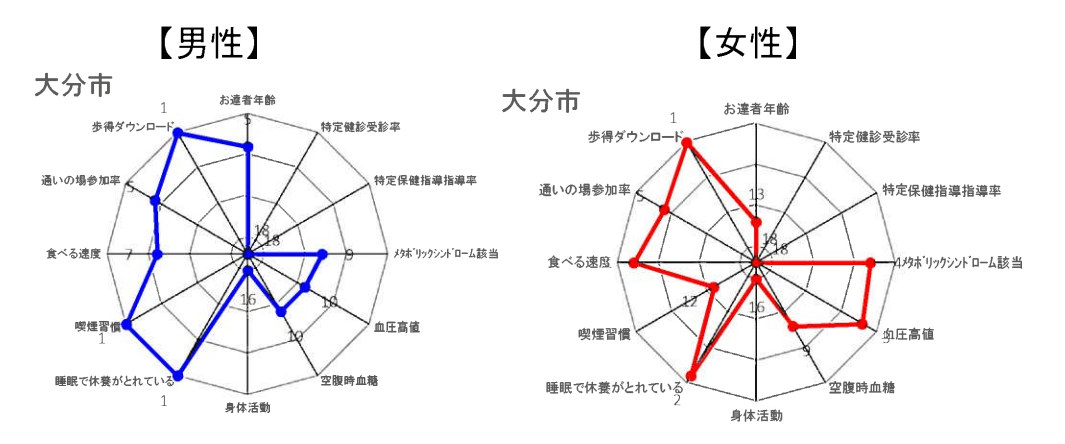 【男性】
大分市
1
お達者年齢
5
歩得ダウンロード
特定健診受診率
通いの場参加率
5
特定保健指導指導率
18
18
食べる速度
7
9
ﾒﾀﾎﾞﾘｯｸｼﾝﾄﾞﾛｰﾑ該当
16
10
喫煙習慣
1
10
血圧高値
睡眠で休養がとれている
1
空腹時血糖
身体活動
【女性】
大分市
1
お達者年齢
歩得ダウンロード
特定健診受診率
通いの場参加率
5
13
特定保健指導指導率
18
18
食べる速度
4
ﾒﾀﾎﾞﾘｯｸｼﾝﾄﾞﾛｰﾑ該当
12
16
喫煙習慣
血圧高値
9
睡眠で休養がとれている
2
空腹時血糖
身体活動